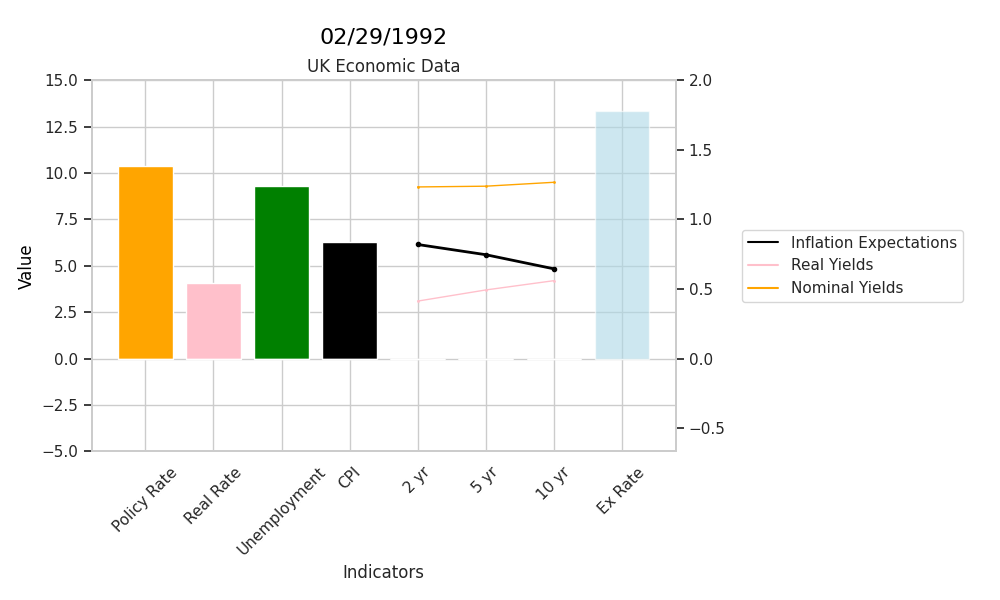 02/29/1992
UK Economic Data
15.0
12.5
10.0
7.5
5.0
2.5
0.0
−2.5
−5.0
Value
2.0
1.5
1.0
0.5
0.0
−0.5
Inflation Expectations
Real Yields
Nominal Yields
Policy Rate
Real Rate
Unemployment
CPI
2 yr
5 yr
10 yr
Ex Rate
Indicators